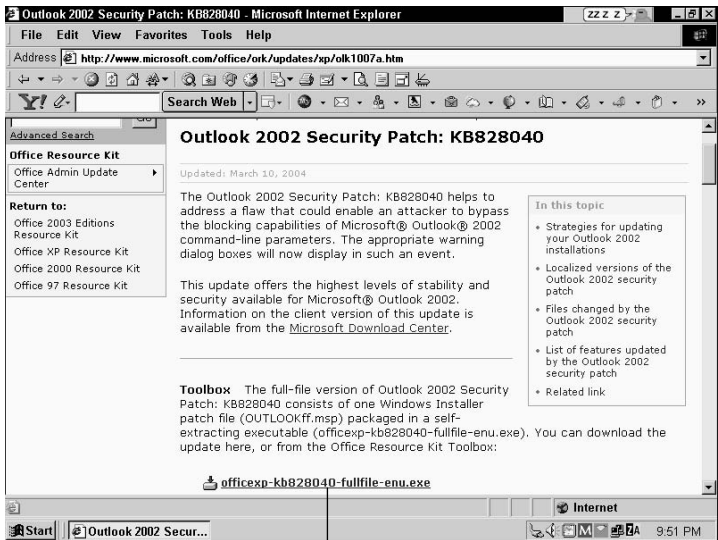 Outlook 2002 Security Patch: KB828040 - Microsoft Internet Explorer
zz z Z
File Edit View Favorites Tools Help
Address http://www.microsoft.com/office/ork/updates/xp/olk1007a.htm
Y! Search Web
Advanced Search
Office Resource Kit
Office Admin Update
Center
Return to:
Office 2003 Editions
Resource Kit
Office XP Resource Kit
Office 2000 Resource Kit
Office 97 Resource Kit
Outlook 2002 Security Patch: KB828040
Updated: March 10, 2004
The Outlook 2002 Security Patch: KB828040 helps to
address a flaw that could enable an attacker to bypass
the blocking capabilities of Microsoft® Outlook® 2002
command-line parameters. The appropriate warning
dialog boxes will now display in such an event.
This update offers the highest levels of stability and
security available for Microsoft® Outlook 2002.
Information on the client version of this update is
available from the Microsoft Download Center.
In this topic
Strategies for updating
your Outlook 2002
installations
Localized versions of the
Outlook 2002 security
patch
Files changed by the
Outlook 2002 security
patch
List of features updated
by the Outlook 2002
security patch
Related link
Toolbox The full-file version of Outlook 2002 Security
Patch: KB828040 consists of one Windows Installer
patch file (OUTLOOKff.msp) packaged in a self-
extracting executable (officexp-kb828040-fullfile-enu.exe). You can download the
update here, or from the Office Resource Kit Toolbox:
officexp-kb828040-fullfile-enu.exe
Internet
Start Outlook 2002 Secur... 9:51 PM